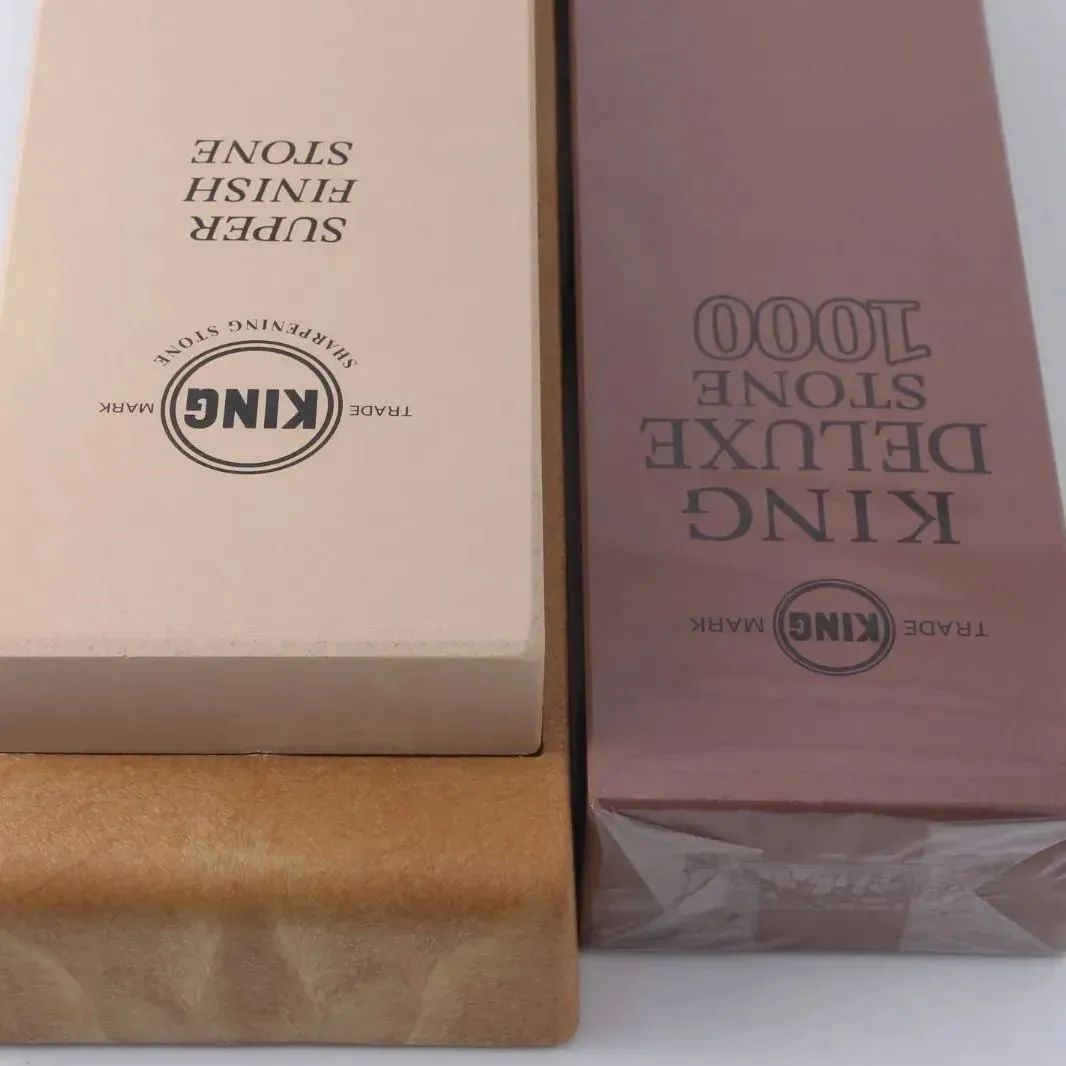 TRADE KING MARK
SHARPENING STONE
SUPER
FINISH
STONE
TRADE KING MARK
KING
DELUXE
STONE
1000